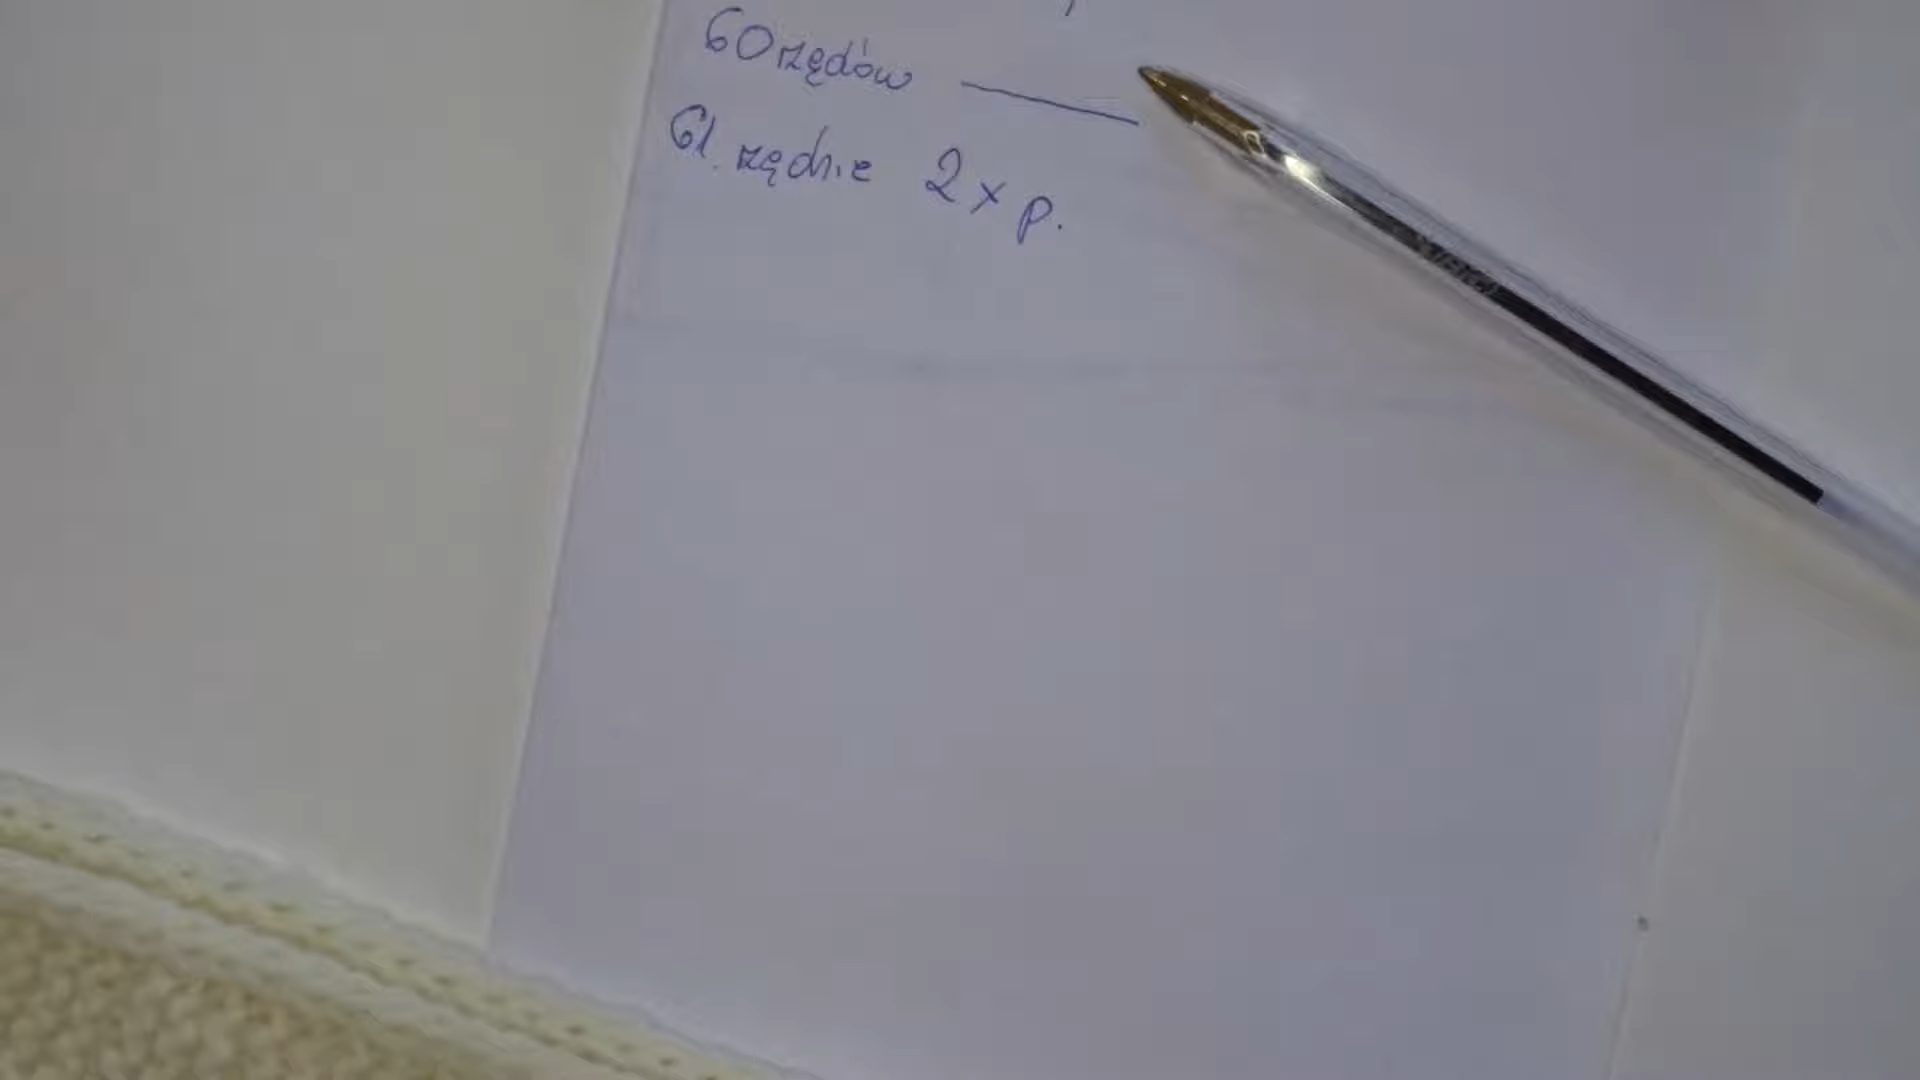 60 rzędów —
61. rzędzie 2 x p.